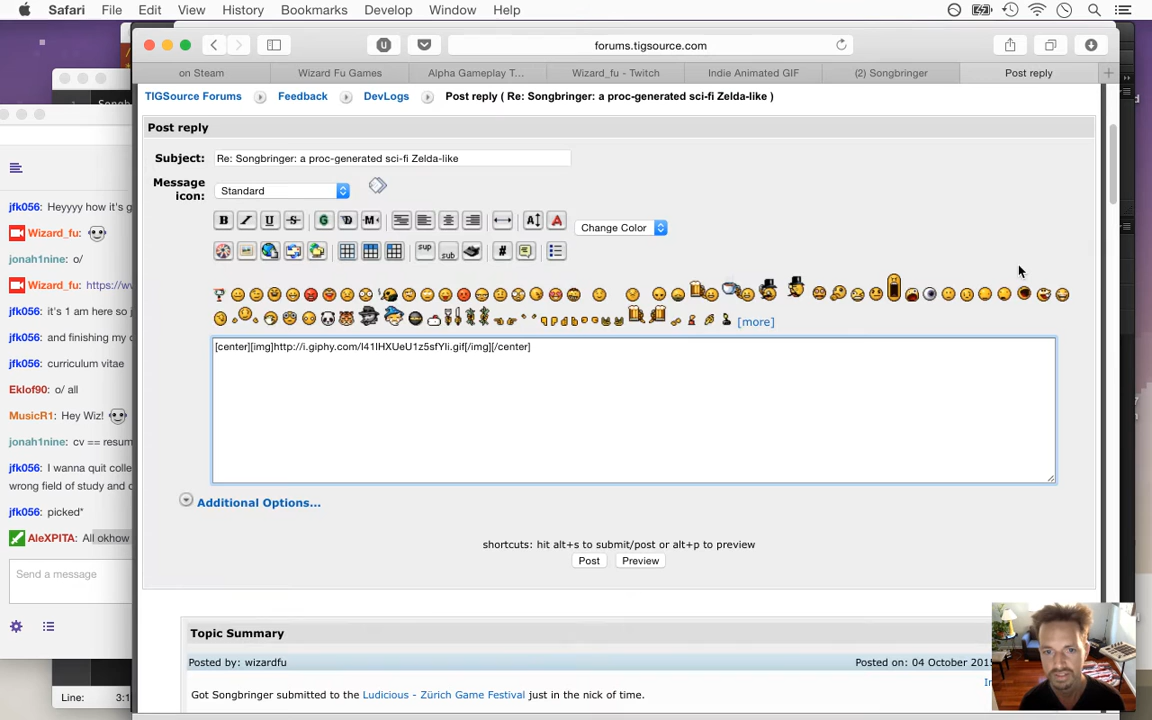 Safari File Edit View History Bookmarks Develop Window Help
forums.tigsource.com
on Steam Wizard Fu Games Alpha Gameplay T... Wizard_fu - Twitch Indie Animated GIF (2) Songbringer Post reply
TIGSource Forums Feedback DevLogs Post reply ( Re: Songbringer: a proc-generated sci-fi Zelda-like )
Post reply
Subject: Re: Songbringer: a proc-generated sci-fi Zelda-like
Message icon: Standard
B I U S G M A Change Color
sup sub #
[more]
[center][img]http://i.giphy.com/l41lHXUeU1z5sfYli.gif[/img][/center]
Additional Options...
shortcuts: hit alt+s to submit/post or alt+p to preview
Post Preview
Topic Summary
Posted by: wizardfu Posted on: 04 October 2015
Got Songbringer submitted to the Ludicious - Zürich Game Festival just in the nick of time.
jfk056: Heyyyy how it's g
Wizard_fu:
jonah1nine: o/
Wizard_fu: https://ww
jfk056: it's 1 am here so j
jfk056: and finishing my c
jfk056: curriculum vitae
Eklof90: o/ all
MusicR1: Hey Wiz!
jonah1nine: cv == resum
jfk056: I wanna quit colle
wrong field of study and c
jfk056: picked*
AleXPITA: All okhow
Send a message
Line: 3:1